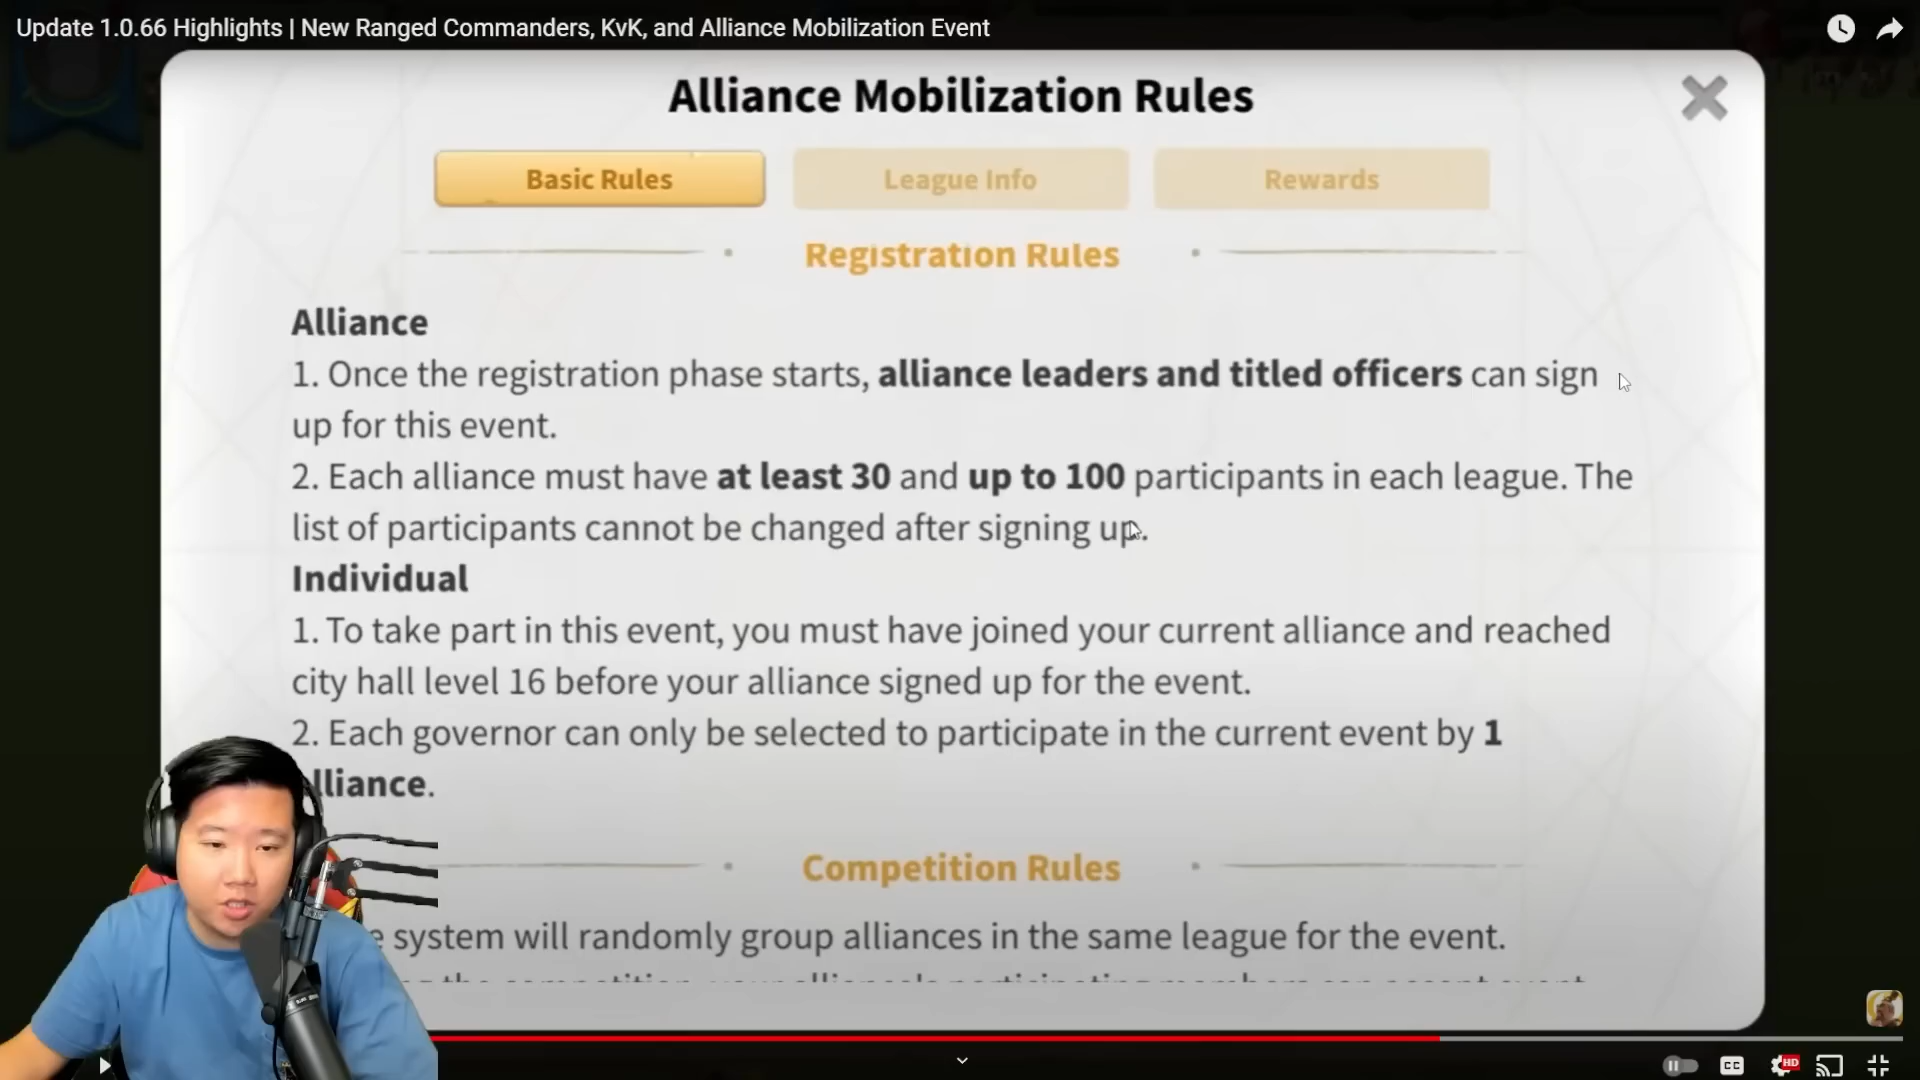 Update 1.0.66 Highlights | New Ranged Commanders, KvK, and Alliance Mobilization Event
Alliance Mobilization Rules
Basic Rules
League Info
Rewards
Registration Rules
Alliance
1. Once the registration phase starts, alliance leaders and titled officers can sign
up for this event.
2. Each alliance must have at least 30 and up to 100 participants in each league. The
list of participants cannot be changed after signing up.
Individual
1. To take part in this event, you must have joined your current alliance and reached
city hall level 16 before your alliance signed up for the event.
2. Each governor can only be selected to participate in the current event by 1
lliance.
Competition Rules
system will randomly group alliances in the same league for the event.
CC
HD